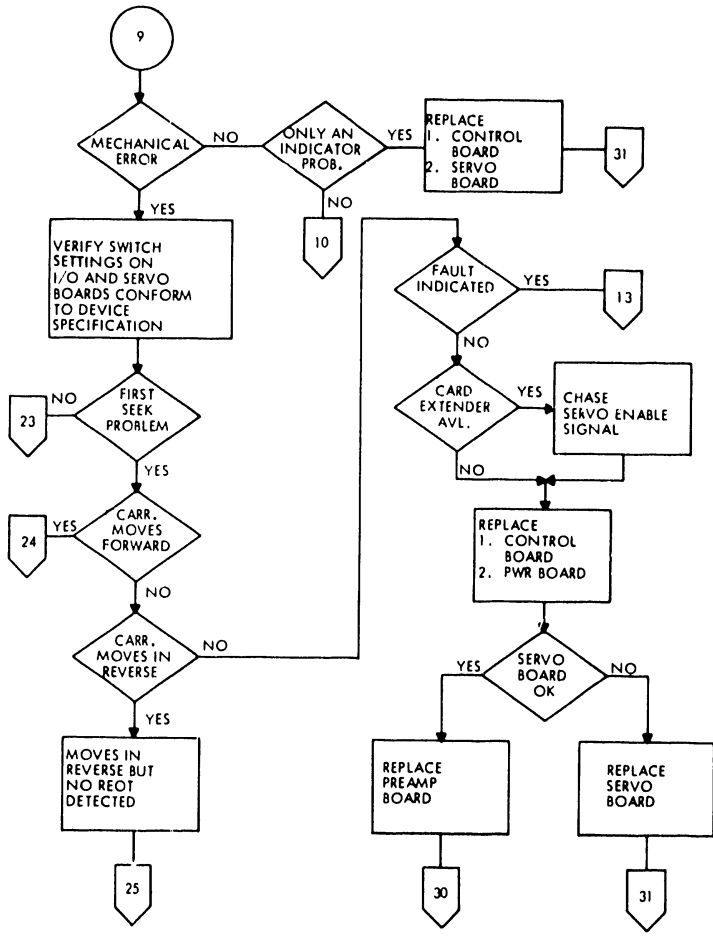 9
MECHANICAL
ERROR
NO
ONLY AN
INDICATOR
PROB.
YES
REPLACE
1. CONTROL
BOARD
2. SERVO
BOARD
31
YES
NO
10
VERIFY SWITCH
SETTINGS ON
I/O AND SERVO
BOARDS CONFORM
TO DEVICE
SPECIFICATION
FAULT
INDICATED
YES
13
NO
NO
23
FIRST
SEEK
PROBLEM
YES
CARD
EXTENDER
AVL.
YES
CHASE
SERVO ENABLE
SIGNAL
NO
YES
24
CARR.
MOVES
FORWARD
NO
REPLACE
1. CONTROL
BOARD
2. PWR BOARD
CARR.
MOVES IN
REVERSE
NO
YES
YES
SERVO
BOARD
OK
NO
MOVES IN
REVERSE BUT
NO REOT
DETECTED
REPLACE
PREAMP
BOARD
REPLACE
SERVO
BOARD
25
30
31